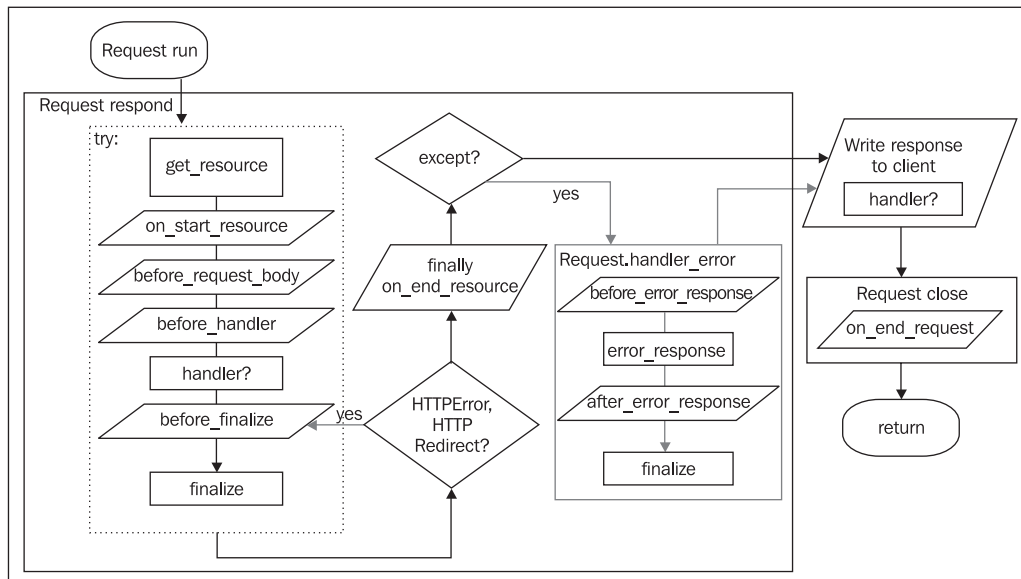 Request run
Request respond
try:
get_resource
on_start_resource
before_request_body
before_handler
handler?
before_finalize
finalize
yes
HTTPError,
HTTP
Redirect?
finally
on_end_resource
except?
yes
Request.handler_error
before_error_response
error_response
after_error_response
finalize
Write response
to client
handler?
Request close
on_end_request
return